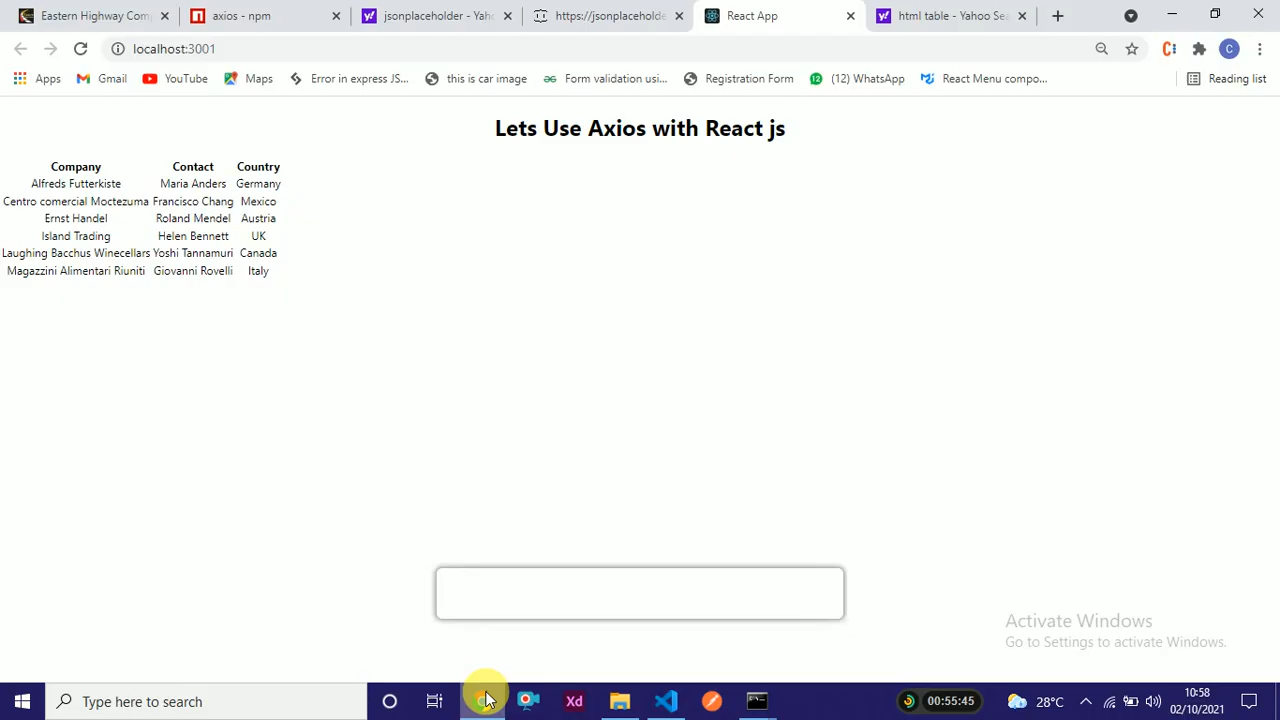 Eastern Highway Com
axios - npm
jsonplaceholder - Yaho
https://jsonplaceholde
React App
html table - Yahoo Sea
localhost:3001
C
Apps
Gmail
YouTube
Maps
Error in express JS...
this is car image
Form validation usi...
Registration Form
(12) WhatsApp
React Menu compo...
Reading list
Lets Use Axios with React js
Company Contact Country
Alfreds Futterkiste Maria Anders Germany
Centro comercial Moctezuma Francisco Chang Mexico
Ernst Handel Roland Mendel Austria
Island Trading Helen Bennett UK
Laughing Bacchus Winecellars Yoshi Tannamuri Canada
Magazzini Alimentari Riuniti Giovanni Rovelli Italy
Activate Windows
Go to Settings to activate Windows.
Type here to search
Xd
00:55:45
28°C
10:58
02/10/2021